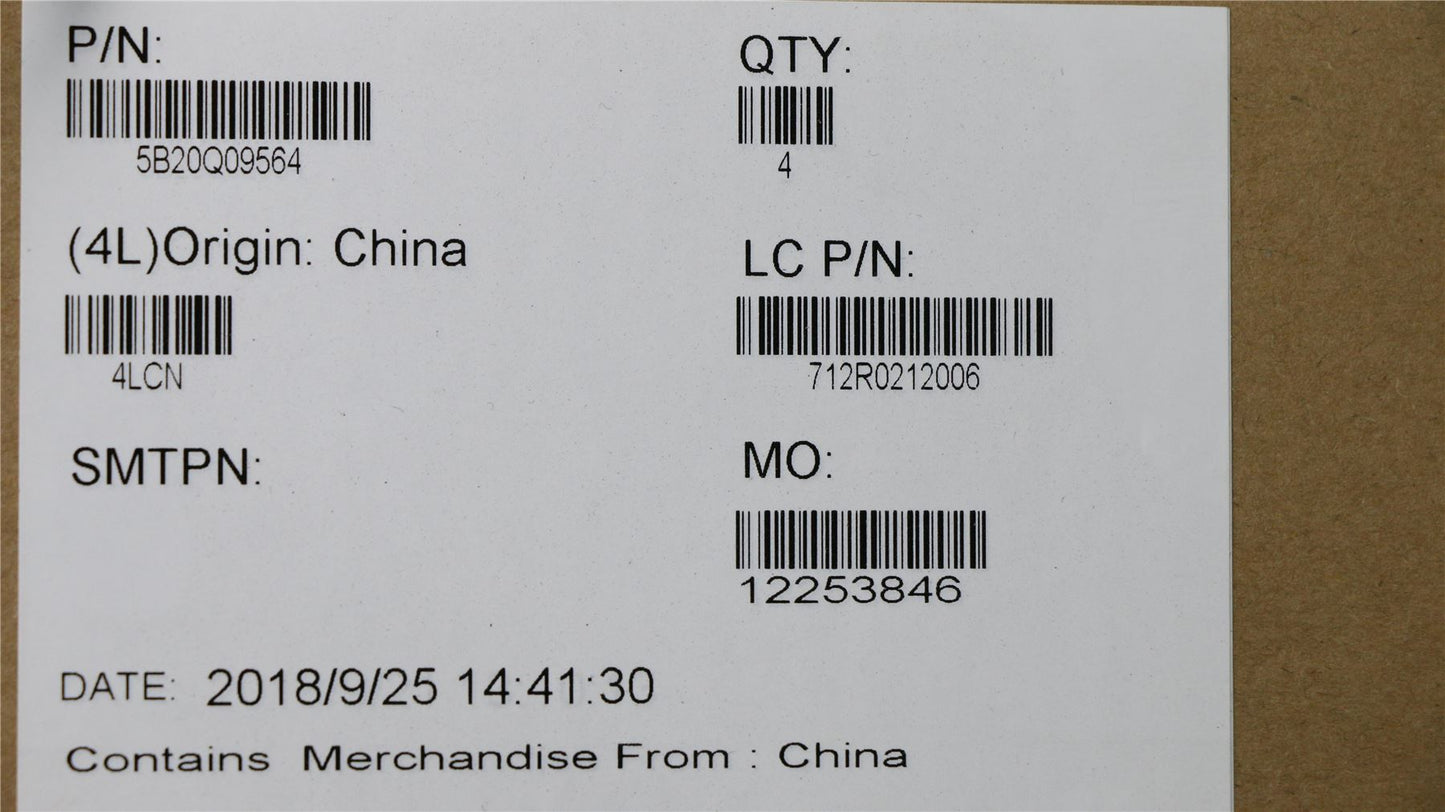 P/N:
5B20Q09564
QTY:
4
(4L)Origin: China
4LCN
LC P/N:
712R0212006
SMTPN:
MO:
12253846
DATE: 2018/9/25 14:41:30
Contains Merchandise From : China